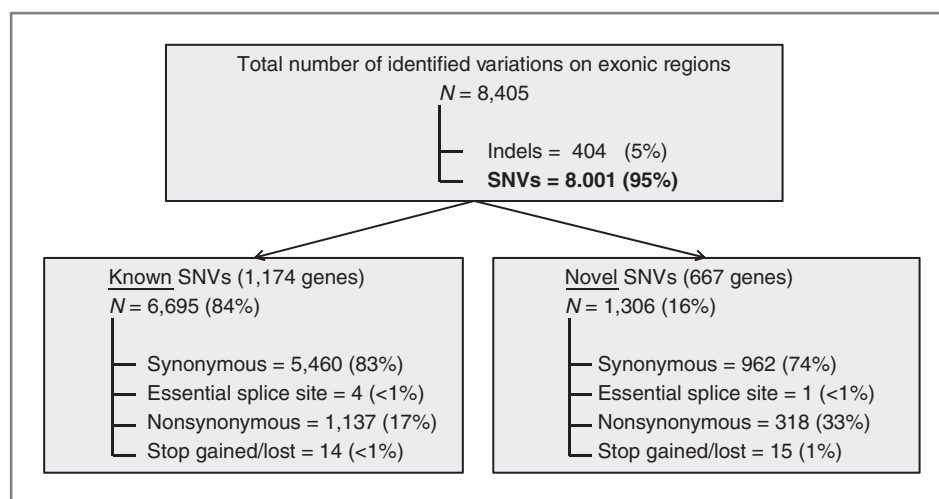 Total number of identified variations on exonic regions
N = 8,405
Indels = 404 (5%)
SNVs = 8.001 (95%)
Known SNVs (1,174 genes)
N = 6,695 (84%)
Synonymous = 5,460 (83%)
Essential splice site = 4 (<1%)
Nonsynonymous = 1,137 (17%)
Stop gained/lost = 14 (<1%)
Novel SNVs (667 genes)
N = 1,306 (16%)
Synonymous = 962 (74%)
Essential splice site = 1 (<1%)
Nonsynonymous = 318 (33%)
Stop gained/lost = 15 (1%)